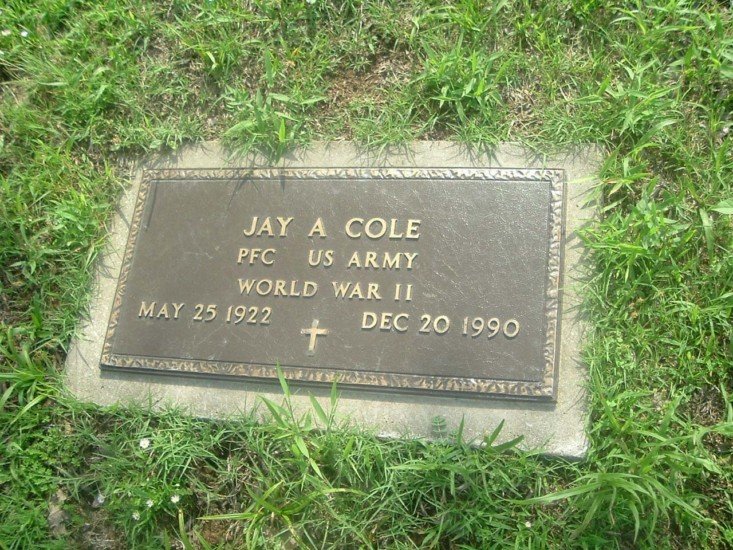 JAY A COLE
PFC US ARMY
WORLD WAR II
MAY 25 1922 DEC 20 1990